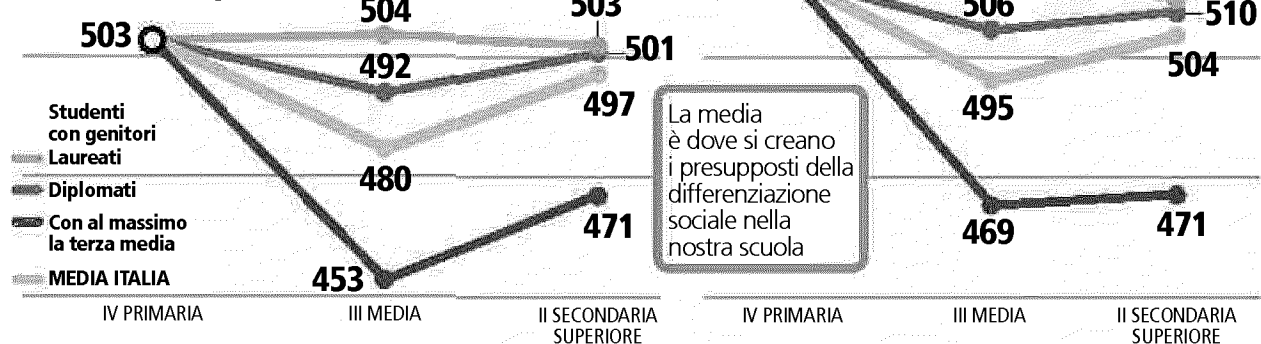 504
503
503
492
501
497
480
453
471
Studenti
con genitori
Laureati
Diplomati
Con al massimo
la terza media
MEDIA ITALIA
IV PRIMARIA
III MEDIA
II SECONDARIA
SUPERIORE
La media
è dove si creano
i presupposti della
differenziazione
sociale nella
nostra scuola
506
510
504
495
469
471
IV PRIMARIA
III MEDIA
II SECONDARIA
SUPERIORE